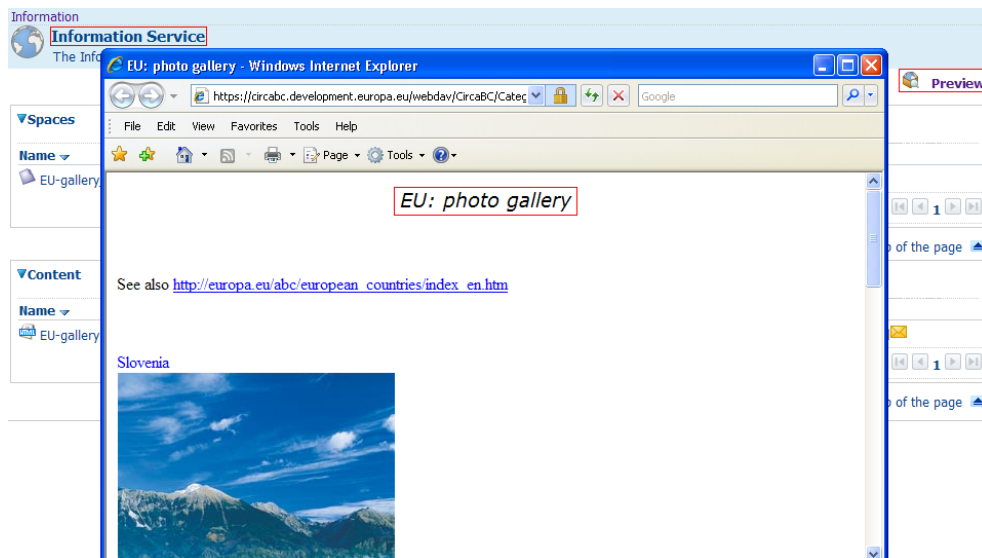 Information
Information Service
The Info
EU: photo gallery - Windows Internet Explorer
https://circabc.development.europa.eu/webdav/CircaBC/Categ
Google
Preview
File Edit View Favorites Tools Help
Page Tools
Spaces
Name
EU-gallery
1
of the page
EU: photo gallery
See also http://europa.eu/abc/european_countries/index_en.htm
Content
Name
EU-gallery
1
of the page
Slovenia